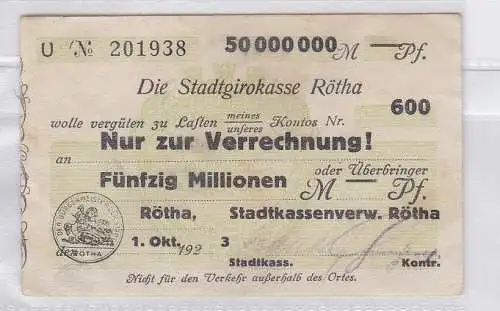 U № 201938 50 000 000 M — Pf.
Die Stadtgirokasse Rötha
wolle vergüten zu Lasten meines/unseres Kontos Nr. 600
Nur zur Verrechnung!
an oder Überbringer
Fünfzig Millionen M — Pf.
Rötha, Stadtkassenverw. Rötha
den 1. Okt. 192 3
Stadtkass. Kontr.
RÖTHA
Nicht für den Verkehr außerhalb des Ortes.